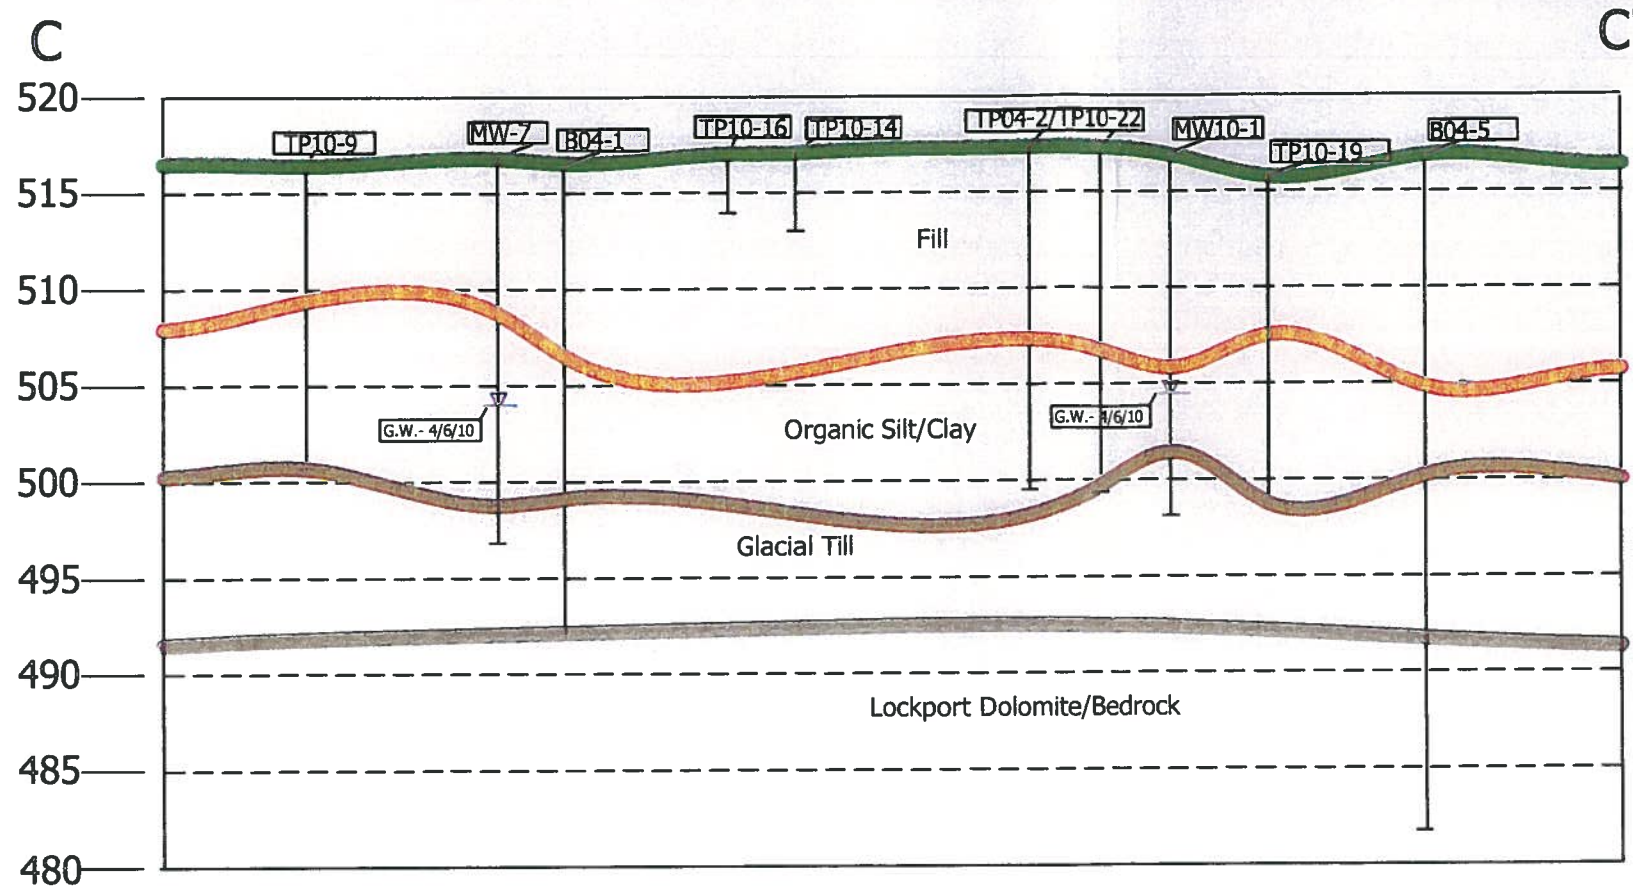 C
C'
520
TP10-9
MW-7
B04-1
TP10-16
TP10-14
TP04-2/TP10-22
MW10-1
TP10-19
B04-5
515
Fill
510
505
G.W.- 4/6/10
G.W.- 4/6/10
Organic Silt/Clay
500
Glacial Till
495
490
Lockport Dolomite/Bedrock
485
480